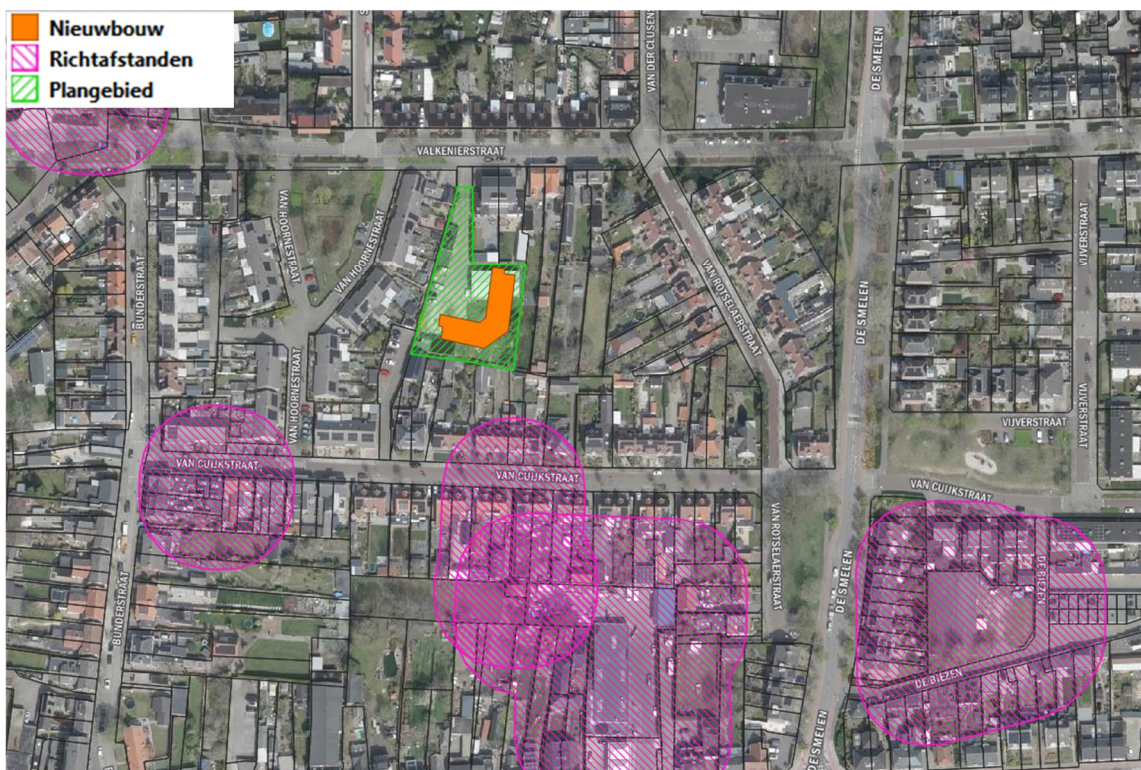 Nieuwbouw
Richtafstanden
Plangebied
VALKENIERSTRAAT
VAN DER CLUSEN
DE SMELEN
VAN HOORNESTRAAT
VAN HOORNESTRAAT
BUNDERSTRAAT
VAN ROTSELAERSTRAAT
DE SMELEN
VIJVERSTRAAT
VAN HOORNESTRAAT
VIJVERSTRAAT
VIJVERSTRAAT
VAN CUIJKSTRAAT
VAN CUIJKSTRAAT
VAN CUIJKSTRAAT
BUNDERSTRAAT
VAN ROTSELAERSTRAAT
DE SMELEN
DE BIEZEN
DE BIEZEN
DE SMELEN